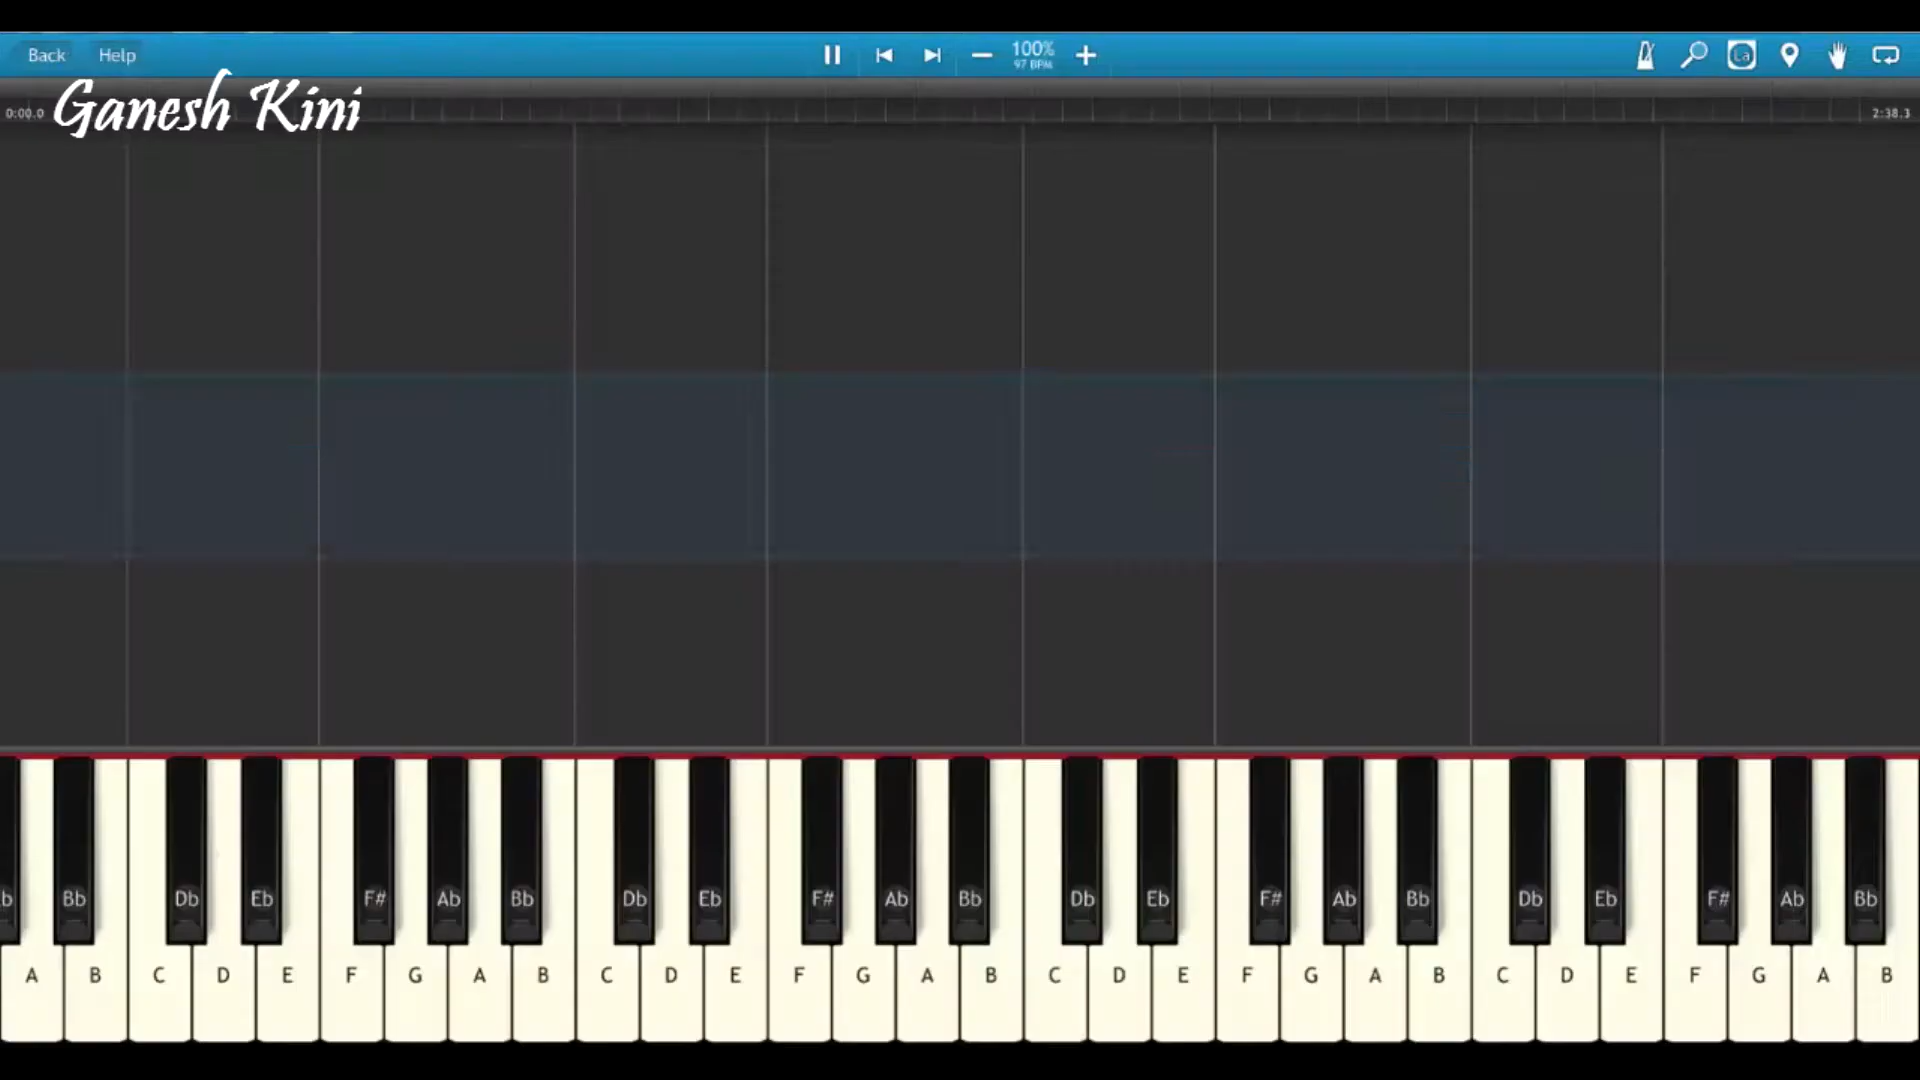 Back Help 100% La
97 BPM
Ganesh Kini
0:00.0 2:38.3
b Bb Db Eb F# Ab Bb Db Eb F# Ab Bb Db Eb F# Ab Bb Db Eb F# Ab Bb
A B C D E F G A B C D E F G A B C D E F G A B C D E F G A B